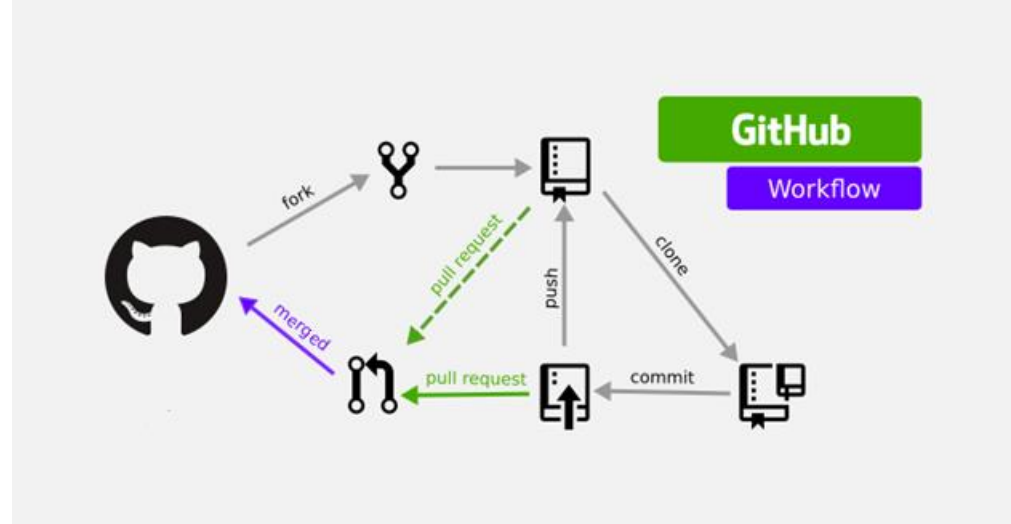 GitHub
Workflow
fork
clone
pull request
push
merged
pull request
commit